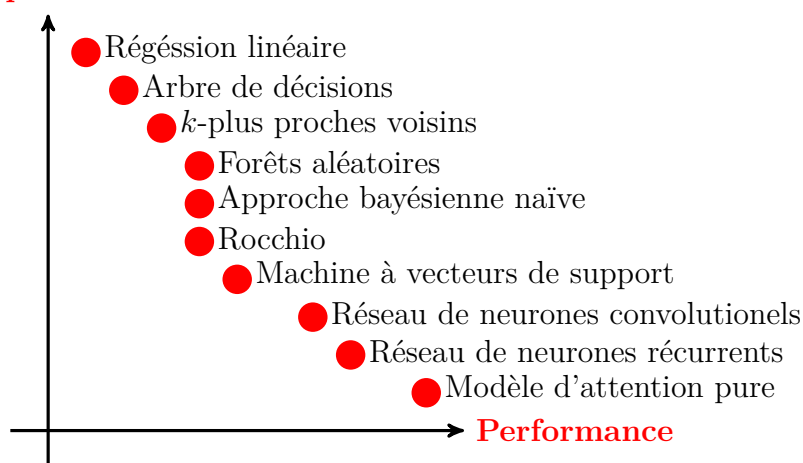 Régéssion linéaire
Arbre de décisions
k-plus proches voisins
Forêts aléatoires
Approche bayésienne naïve
Rocchio
Machine à vecteurs de support
Réseau de neurones convolutionels
Réseau de neurones récurrents
Modèle d'attention pure
Performance